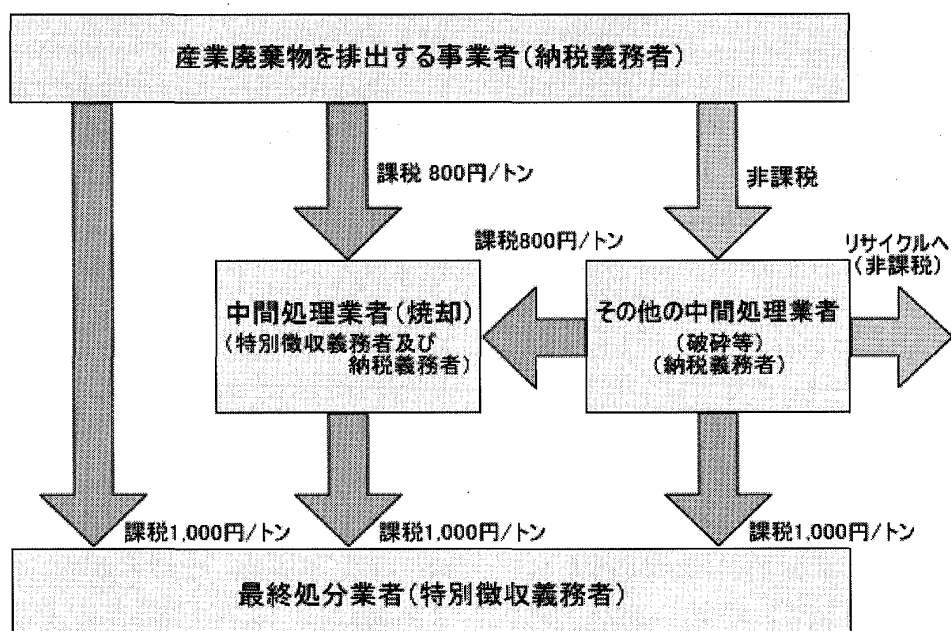 産業廃棄物を排出する事業者(納税義務者)
課税 800円/トン
非課税
課税800円/トン
リサイクルへ
(非課税)
中間処理業者(焼却)
(特別徴収義務者及び
納税義務者)
その他の中間処理業者
(破砕等)
(納税義務者)
課税1,000円/トン
課税1,000円/トン
課税1,000円/トン
最終処分業者(特別徴収義務者)